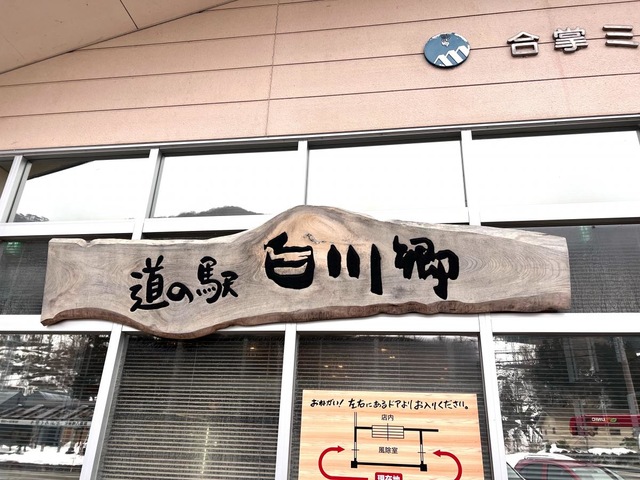 合掌ミ
道の駅 白川郷
おねがい！左右にあるドアよりお入りください。
店内
風除室
現在地